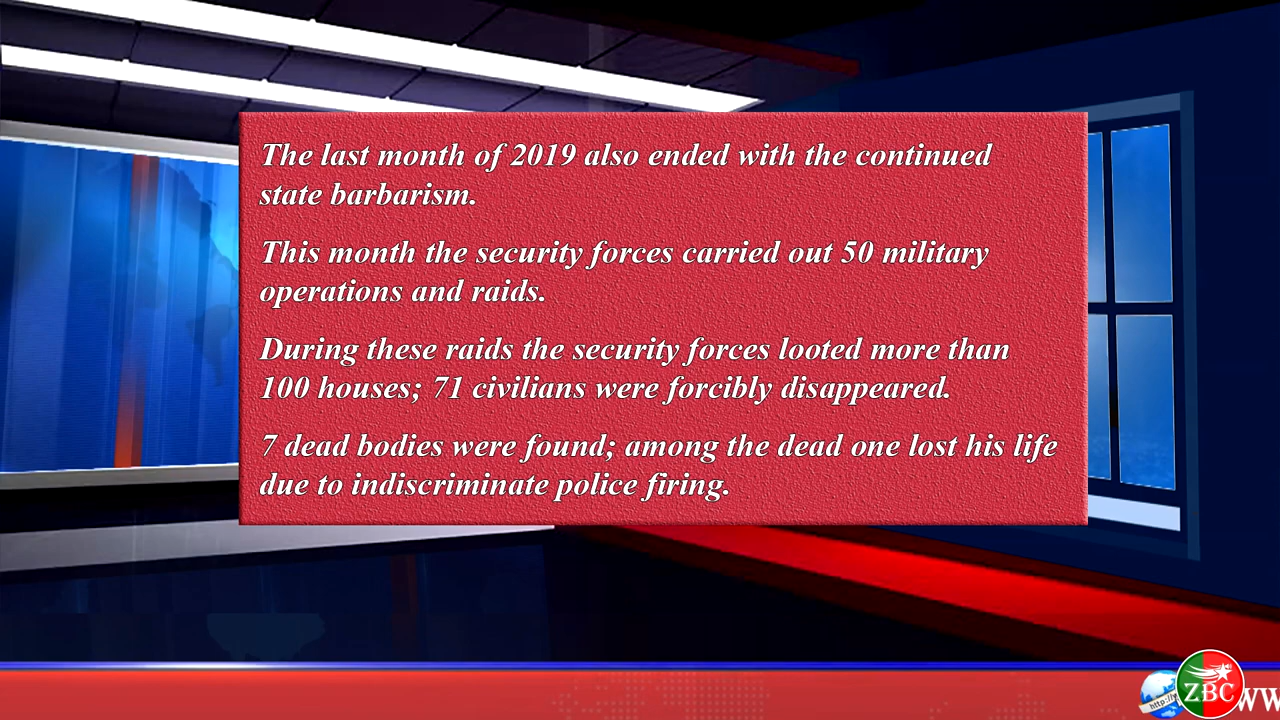 The last month of 2019 also ended with the continued
state barbarism.
This month the security forces carried out 50 military
operations and raids.
During these raids the security forces looted more than
100 houses; 71 civilians were forcibly disappeared.
7 dead bodies were found; among the dead one lost his life
due to indiscriminate police firing.
http://
ZBC
WW